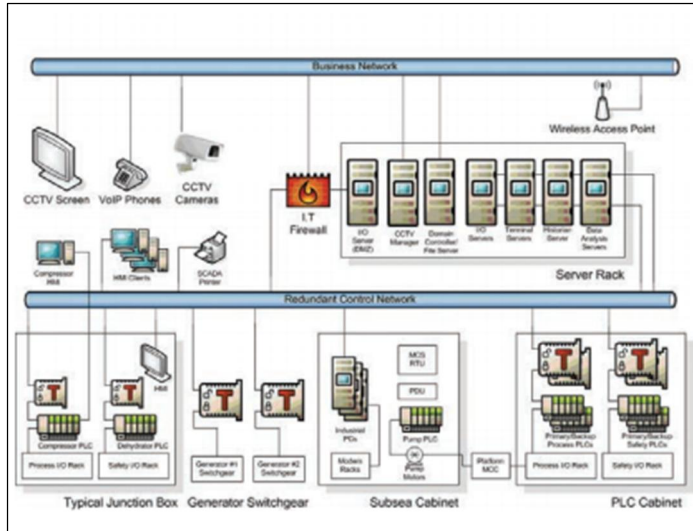 Business Network
Wireless Access Point
CCTV Screen
VoIP Phones
CCTV
Cameras
I.T
Firewall
I/O
Server
(DMZ)
CCTV
Manager
Domain
Controller/
File Server
I/O
Servers
Terminal
Servers
Historian
Server
Data
Analysis
Servers
Server Rack
Compressor
HMI
HMI Clients
SCADA
Printer
Redundant Control Network
HMI
T
T
T
T
T
T
Compressor PLC
Dehydrator PLC
Process I/O Rack
Safety I/O Rack
Typical Junction Box
Generator #1
Switchgear
Generator #2
Switchgear
Generator Switchgear
MCS
RTU
PDU
Industrial
PCs
Pump PLC
Modem
Racks
Pump
Motors
Subsea Cabinet
Platform
MCC
Primary/Backup
Process PLCs
Primary/Backup
Safety PLCs
Process I/O Rack
Safety I/O Rack
PLC Cabinet